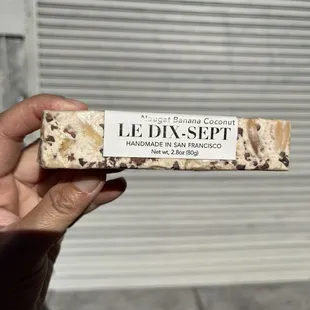 Nougat Banana Coconut
LE DIX-SEPT
HANDMADE IN SAN FRANCISCO
Net wt, 2.8oz (80g)